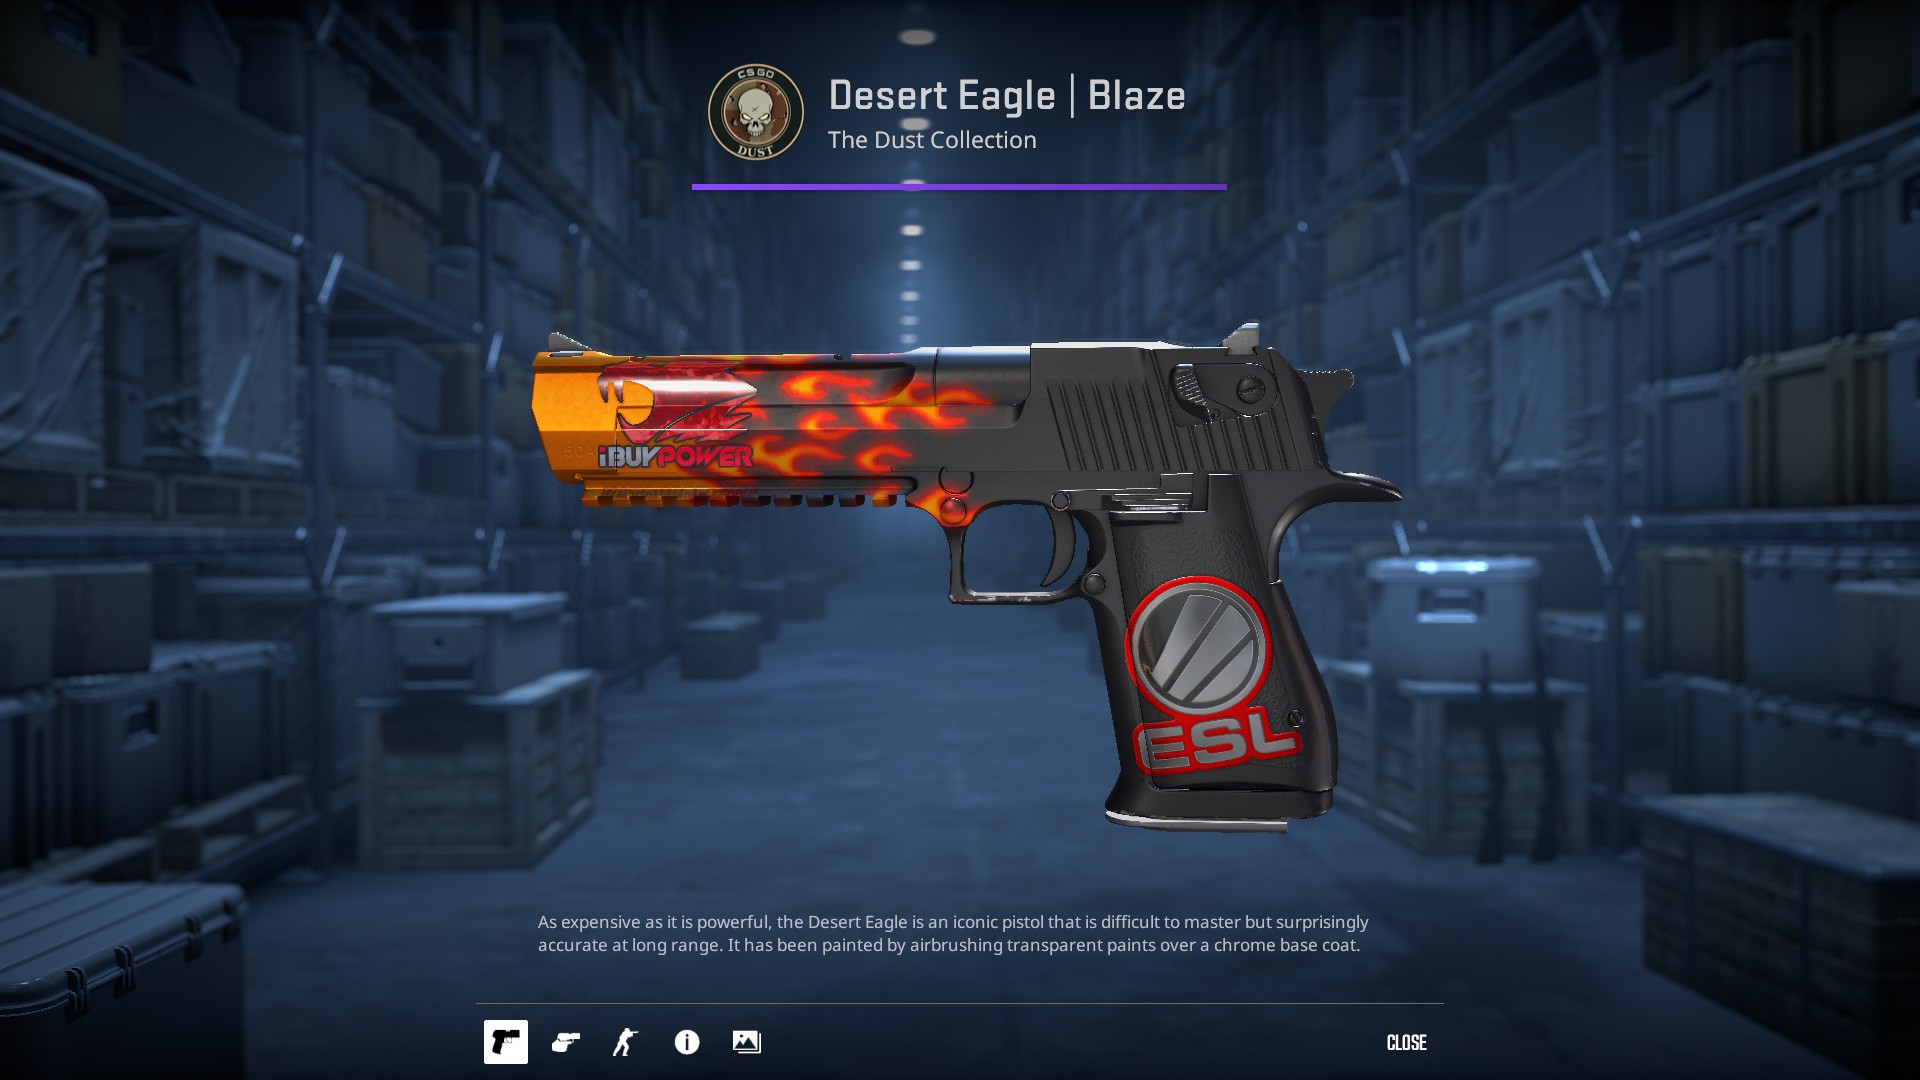 CSGO
DUST
Desert Eagle | Blaze
The Dust Collection
iBUYPOWER
ESL
As expensive as it is powerful, the Desert Eagle is an iconic pistol that is difficult to master but surprisingly
accurate at long range. It has been painted by airbrushing transparent paints over a chrome base coat.
CLOSE